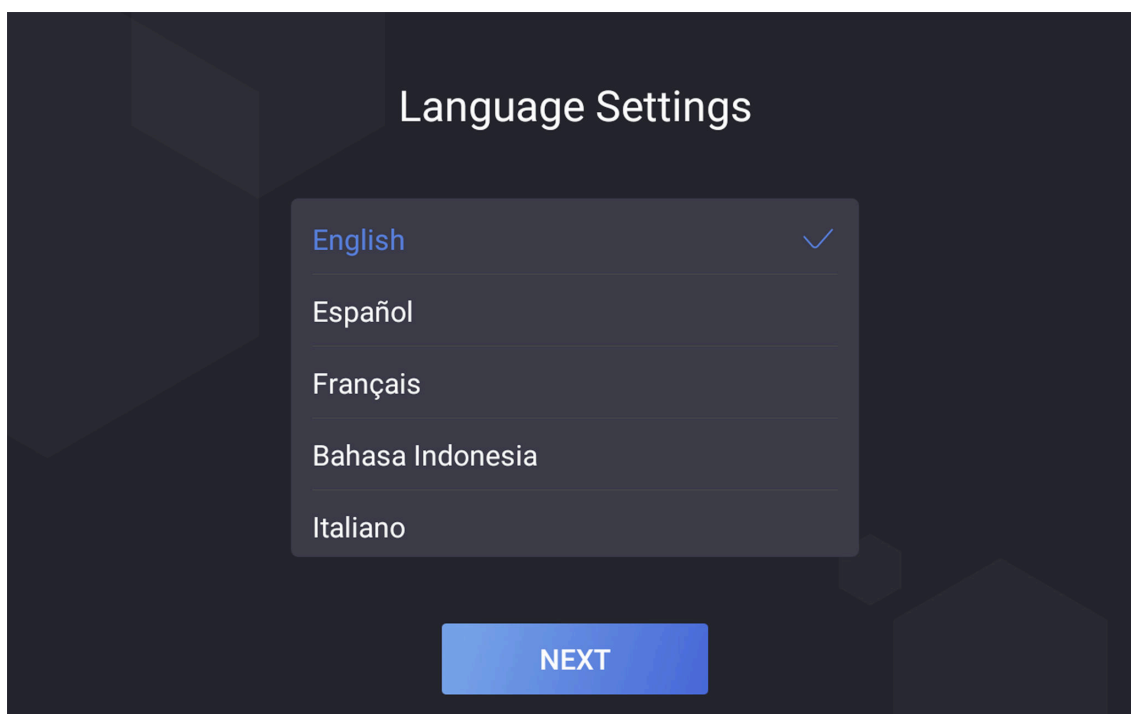 Language Settings
English
Español
Français
Bahasa Indonesia
Italiano
NEXT